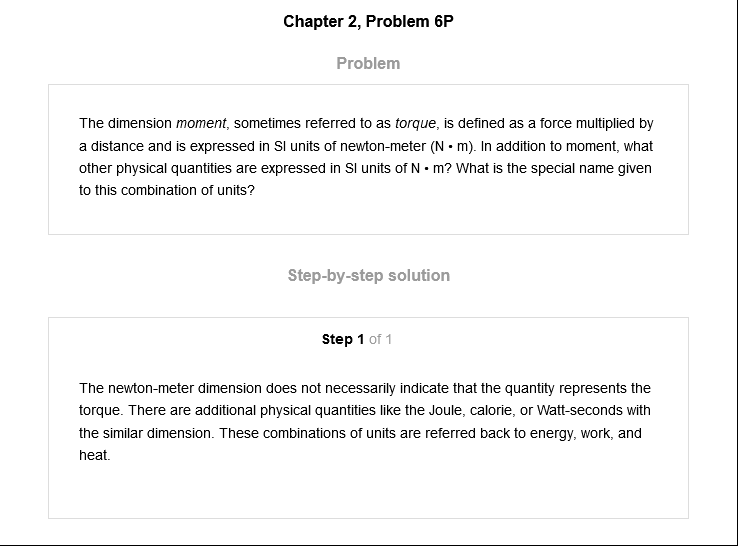 Chapter 2, Problem 6P
Problem
The dimension moment, sometimes referred to as torque, is defined as a force multiplied by
a distance and is expressed in SI units of newton-meter (N • m). In addition to moment, what
other physical quantities are expressed in SI units of N • m? What is the special name given
to this combination of units?
Step-by-step solution
Step 1 of 1
The newton-meter dimension does not necessarily indicate that the quantity represents the
torque. There are additional physical quantities like the Joule, calorie, or Watt-seconds with
the similar dimension. These combinations of units are referred back to energy, work, and
heat.